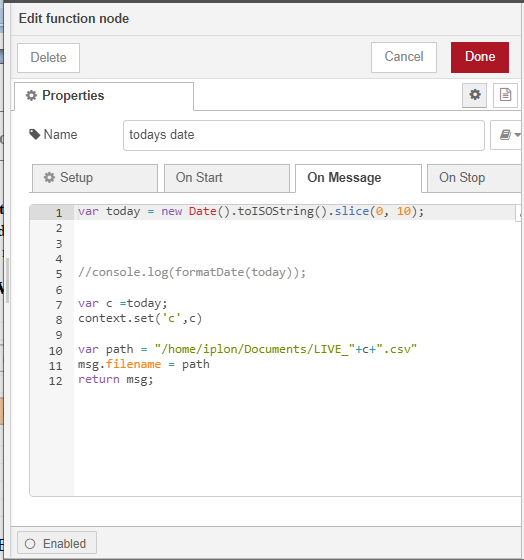 Edit function node
Delete
Cancel
Done
Properties
Name
todays date
Setup
On Start
On Message
On Stop
1 var today = new Date().toISOString().slice(0, 10);
2
3
4
5 //console.log(formatDate(today));
6
7 var c =today;
8 context.set('c',c)
9
10 var path = "/home/iplon/Documents/LIVE_"+c+".csv"
11 msg.filename = path
12 return msg;
Enabled